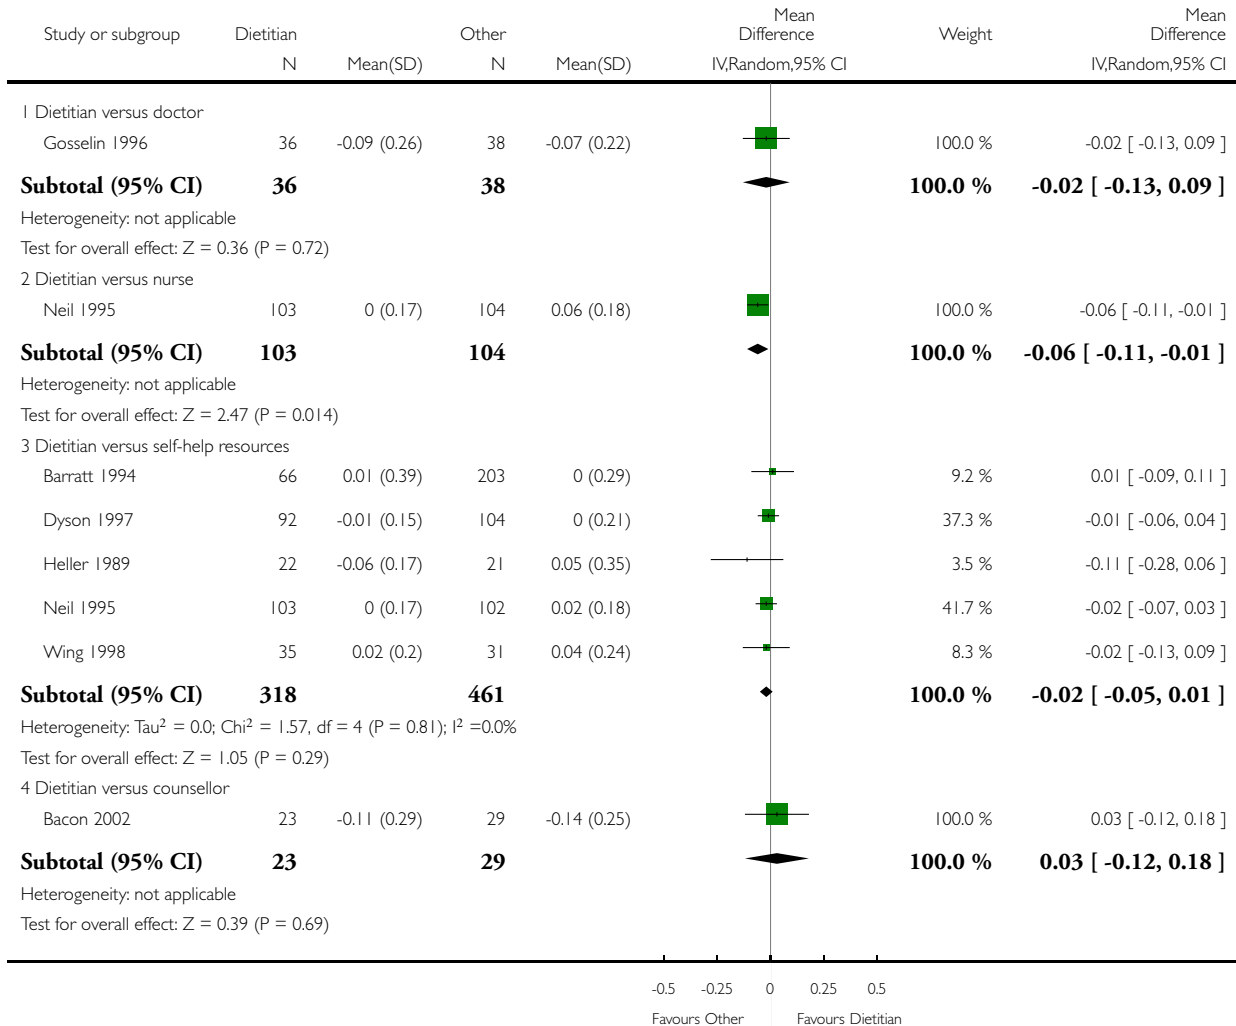 Study or subgroup Dietitian Other Mean Difference Weight Mean Difference
N Mean(SD) N Mean(SD) IV,Random,95% CI IV,Random,95% CI
1 Dietitian versus doctor
Gosselin 1996 36 -0.09 (0.26) 38 -0.07 (0.22) 100.0 % -0.02 [ -0.13, 0.09 ]
Subtotal (95% CI) 36 38 100.0 % -0.02 [ -0.13, 0.09 ]
Heterogeneity: not applicable
Test for overall effect: Z = 0.36 (P = 0.72)
2 Dietitian versus nurse
Neil 1995 103 0 (0.17) 104 0.06 (0.18) 100.0 % -0.06 [ -0.11, -0.01 ]
Subtotal (95% CI) 103 104 100.0 % -0.06 [ -0.11, -0.01 ]
Heterogeneity: not applicable
Test for overall effect: Z = 2.47 (P = 0.014)
3 Dietitian versus self-help resources
Barratt 1994 66 0.01 (0.39) 203 0 (0.29) 9.2 % 0.01 [ -0.09, 0.11 ]
Dyson 1997 92 -0.01 (0.15) 104 0 (0.21) 37.3 % -0.01 [ -0.06, 0.04 ]
Heller 1989 22 -0.06 (0.17) 21 0.05 (0.35) 3.5 % -0.11 [ -0.28, 0.06 ]
Neil 1995 103 0 (0.17) 102 0.02 (0.18) 41.7 % -0.02 [ -0.07, 0.03 ]
Wing 1998 35 0.02 (0.2) 31 0.04 (0.24) 8.3 % -0.02 [ -0.13, 0.09 ]
Subtotal (95% CI) 318 461 100.0 % -0.02 [ -0.05, 0.01 ]
Heterogeneity: Tau² = 0.0; Chi² = 1.57, df = 4 (P = 0.81); I² =0.0%
Test for overall effect: Z = 1.05 (P = 0.29)
4 Dietitian versus counsellor
Bacon 2002 23 -0.11 (0.29) 29 -0.14 (0.25) 100.0 % 0.03 [ -0.12, 0.18 ]
Subtotal (95% CI) 23 29 100.0 % 0.03 [ -0.12, 0.18 ]
Heterogeneity: not applicable
Test for overall effect: Z = 0.39 (P = 0.69)
-0.5 -0.25 0 0.25 0.5
Favours Other Favours Dietitian